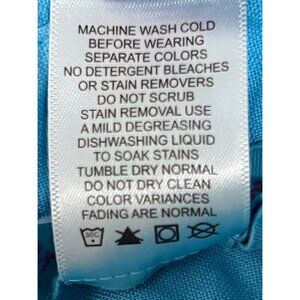 MACHINE WASH COLD
BEFORE WEARING
SEPARATE COLORS
NO DETERGENT BLEACHES
OR STAIN REMOVERS
DO NOT SCRUB
STAIN REMOVAL USE
A MILD DEGREASING
DISHWASHING LIQUID
TO SOAK STAINS
TUMBLE DRY NORMAL
DO NOT DRY CLEAN
COLOR VARIANCES
FADING ARE NORMAL